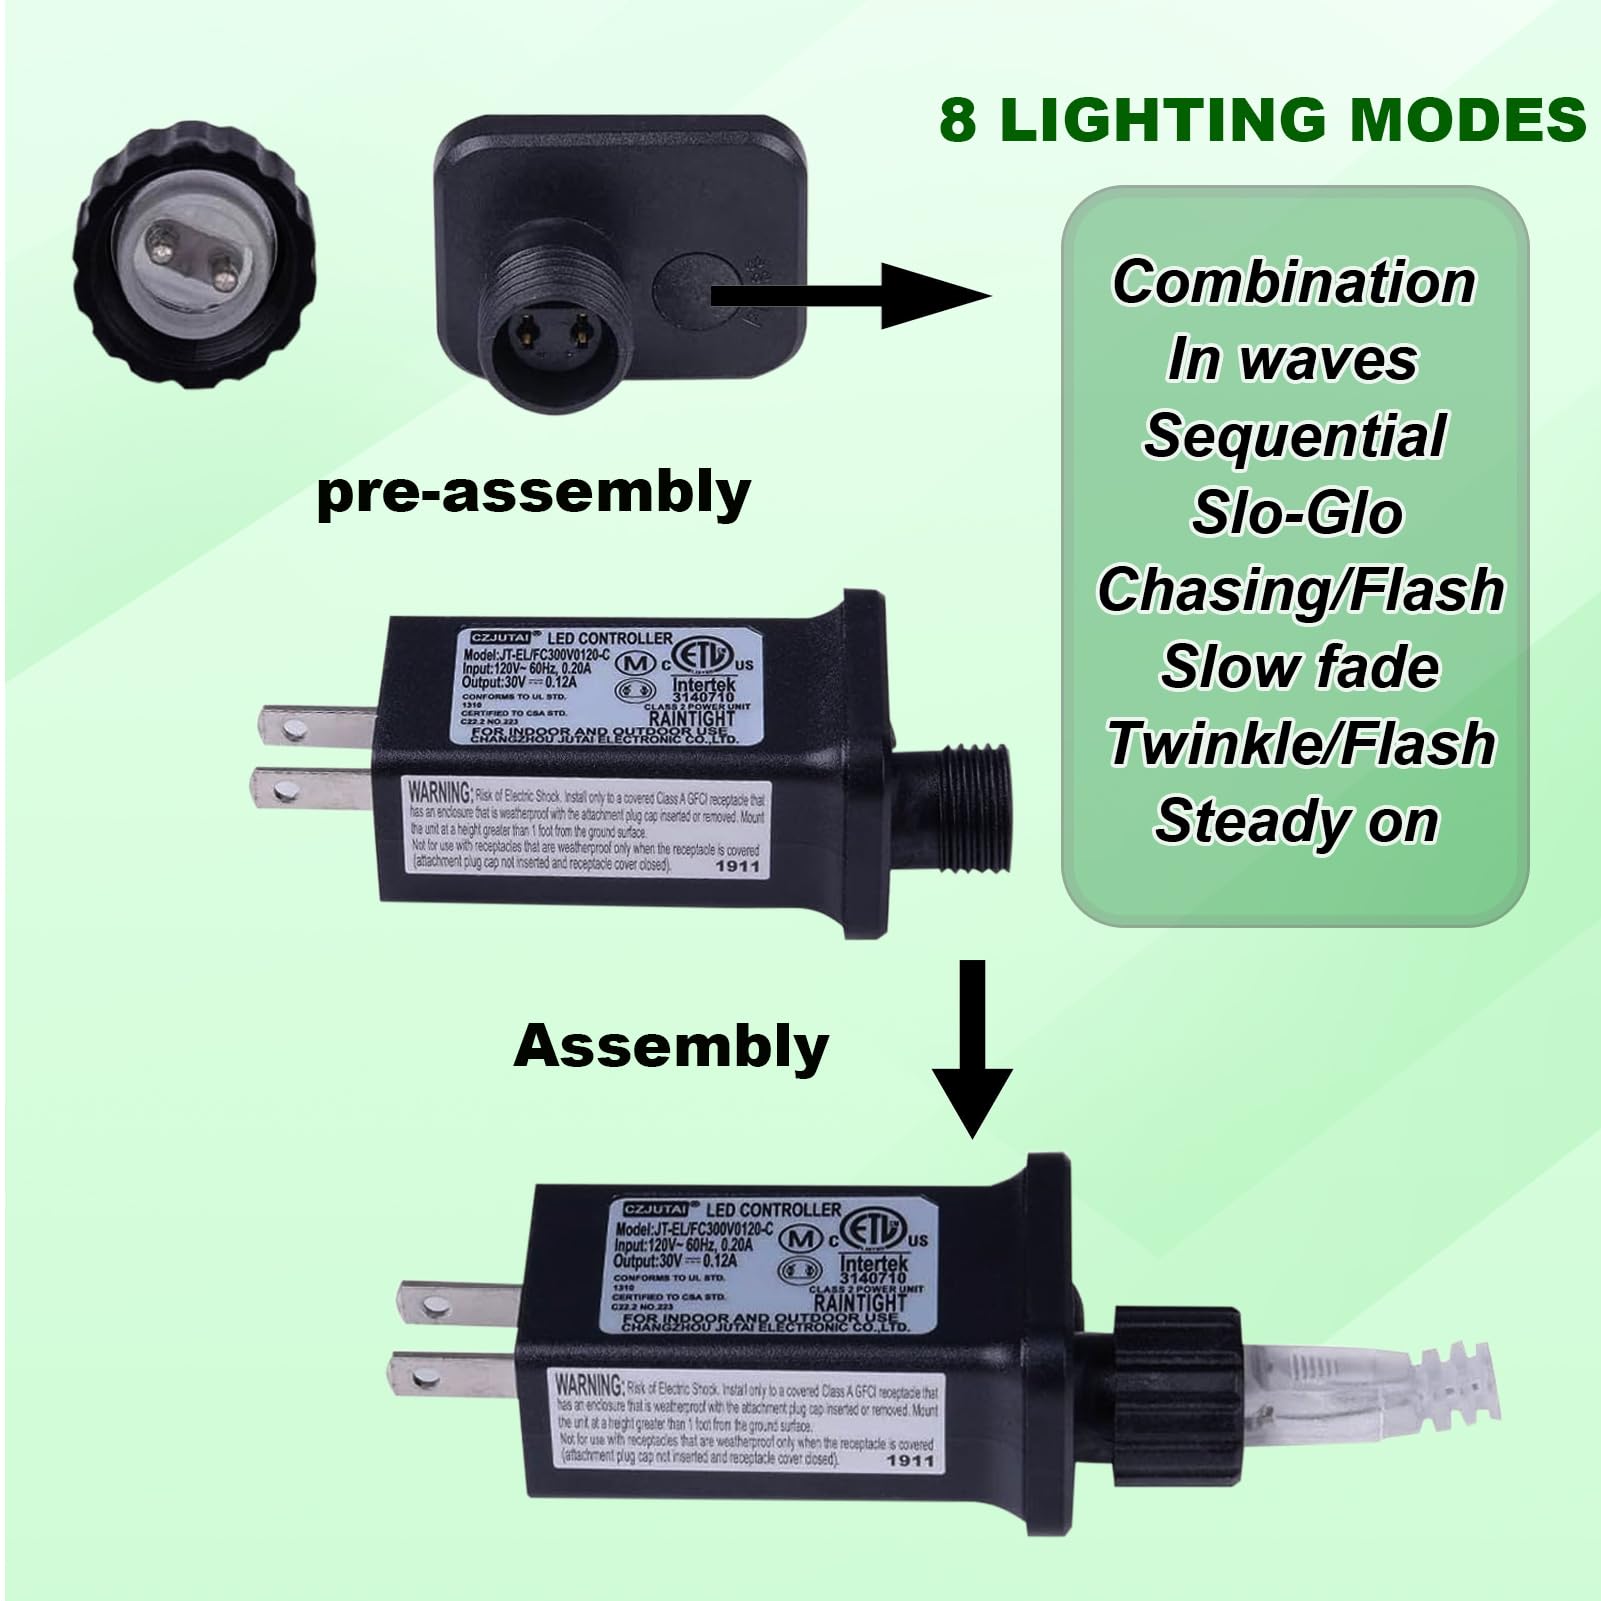 8 LIGHTING MODES
Combination
In waves
Sequential
Slo-Glo
Chasing/Flash
Slow fade
Twinkle/Flash
Steady on
pre-assembly
CZJUTAI® LED CONTROLLER
Model:JT-EL/FC300V0120-C
Input:120V~ 60Hz, 0.20A
Output:30V ⎓ 0.12A
CONFORMS TO UL STD.
1310
CERTIFIED TO CSA STD.
C22.2 NO.223
M
C ETL US
LISTED
Intertek
3140710
CLASS 2 POWER UNIT
RAINTIGHT
FOR INDOOR AND OUTDOOR USE
CHANGZHOU JUTAI ELECTRONIC CO.,LTD.
WARNING: Risk of Electric Shock. Install only to a covered Class A GFCI receptacle that
has an enclosure that is weatherproof with the attachment plug cap inserted or removed. Mount
the unit at a height greater than 1 foot from the ground surface.
Not for use with receptacles that are weatherproof only when the receptacle is covered
(attachment plug cap not inserted and receptacle cover closed). 1911
Assembly
CZJUTAI® LED CONTROLLER
Model:JT-EL/FC300V0120-C
Input:120V~ 60Hz, 0.20A
Output:30V ⎓ 0.12A
CONFORMS TO UL STD.
1310
CERTIFIED TO CSA STD.
C22.2 NO.223
M
C ETL US
LISTED
Intertek
3140710
CLASS 2 POWER UNIT
RAINTIGHT
FOR INDOOR AND OUTDOOR USE
CHANGZHOU JUTAI ELECTRONIC CO.,LTD.
WARNING: Risk of Electric Shock. Install only to a covered Class A GFCI receptacle that
has an enclosure that is weatherproof with the attachment plug cap inserted or removed. Mount
the unit at a height greater than 1 foot from the ground surface.
Not for use with receptacles that are weatherproof only when the receptacle is covered
(attachment plug cap not inserted and receptacle cover closed). 1911